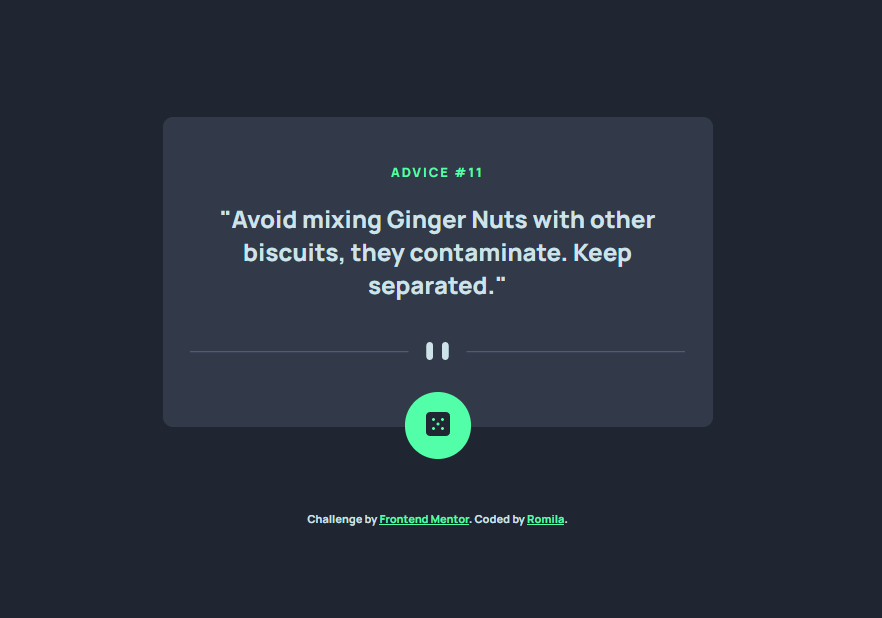 ADVICE #11
"Avoid mixing Ginger Nuts with other
biscuits, they contaminate. Keep
separated."
Challenge by Frontend Mentor. Coded by Romila.